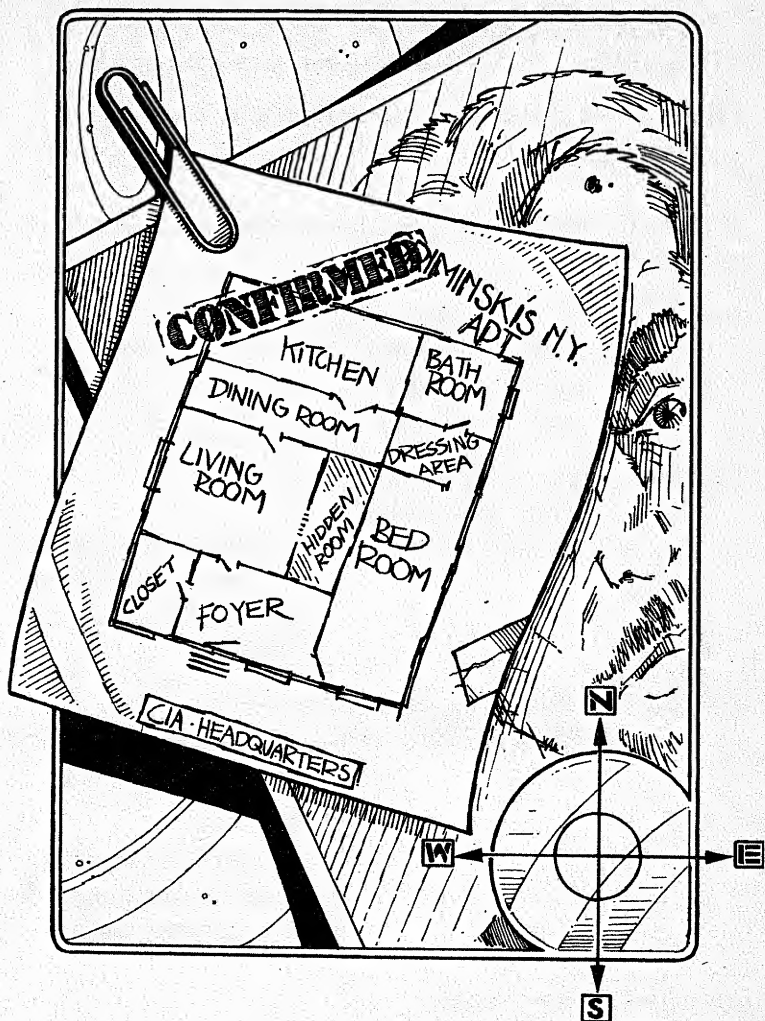 CONFIRMED
DIMINSKI'S N.Y.
APT
KITCHEN
BATH
ROOM
DINING ROOM
DRESSING
AREA
LIVING
ROOM
HIDDEN
ROOM
BED
ROOM
CLOSET
FOYER
CIA · HEADQUARTERS
N
W
E
S